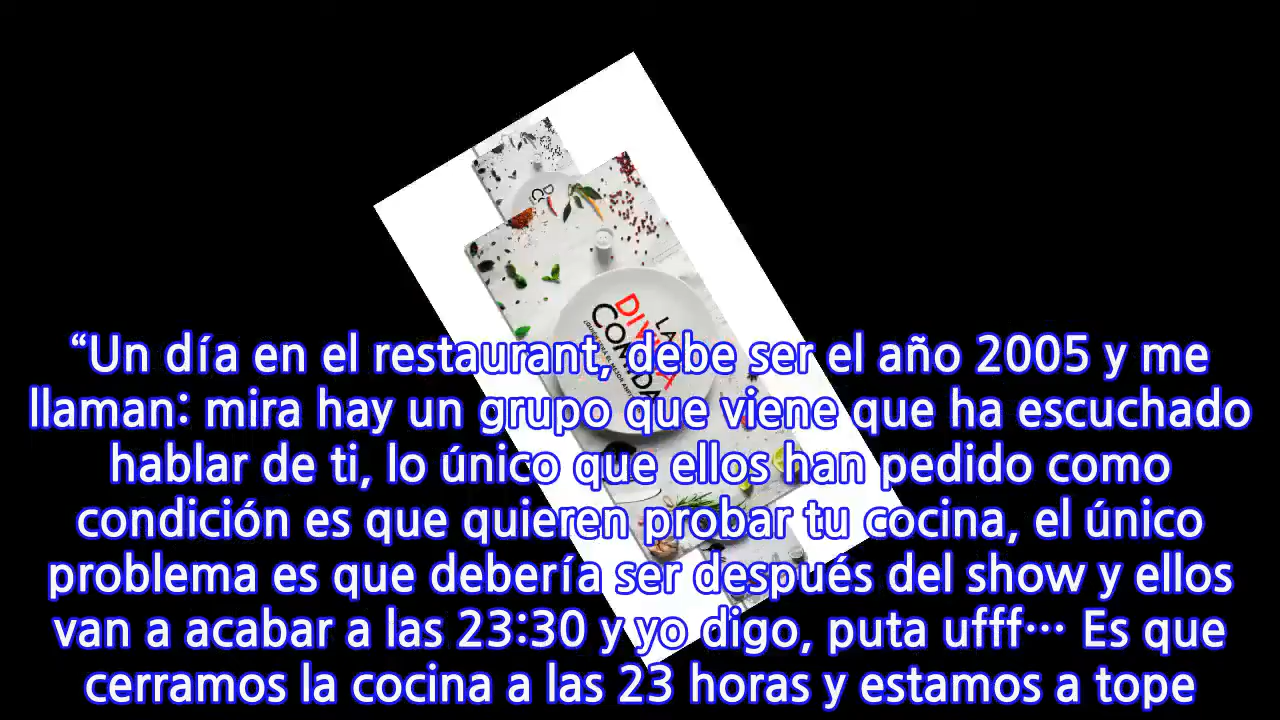 LA
DIVINA
COMIDA
“Un día en el restaurant, debe ser el año 2005 y me
llaman: mira hay un grupo que viene que ha escuchado
hablar de ti, lo único que ellos han pedido como
condición es que quieren probar tu cocina, el único
problema es que debería ser después del show y ellos
van a acabar a las 23:30 y yo digo, puta ufff… Es que
cerramos la cocina a las 23 horas y estamos a tope